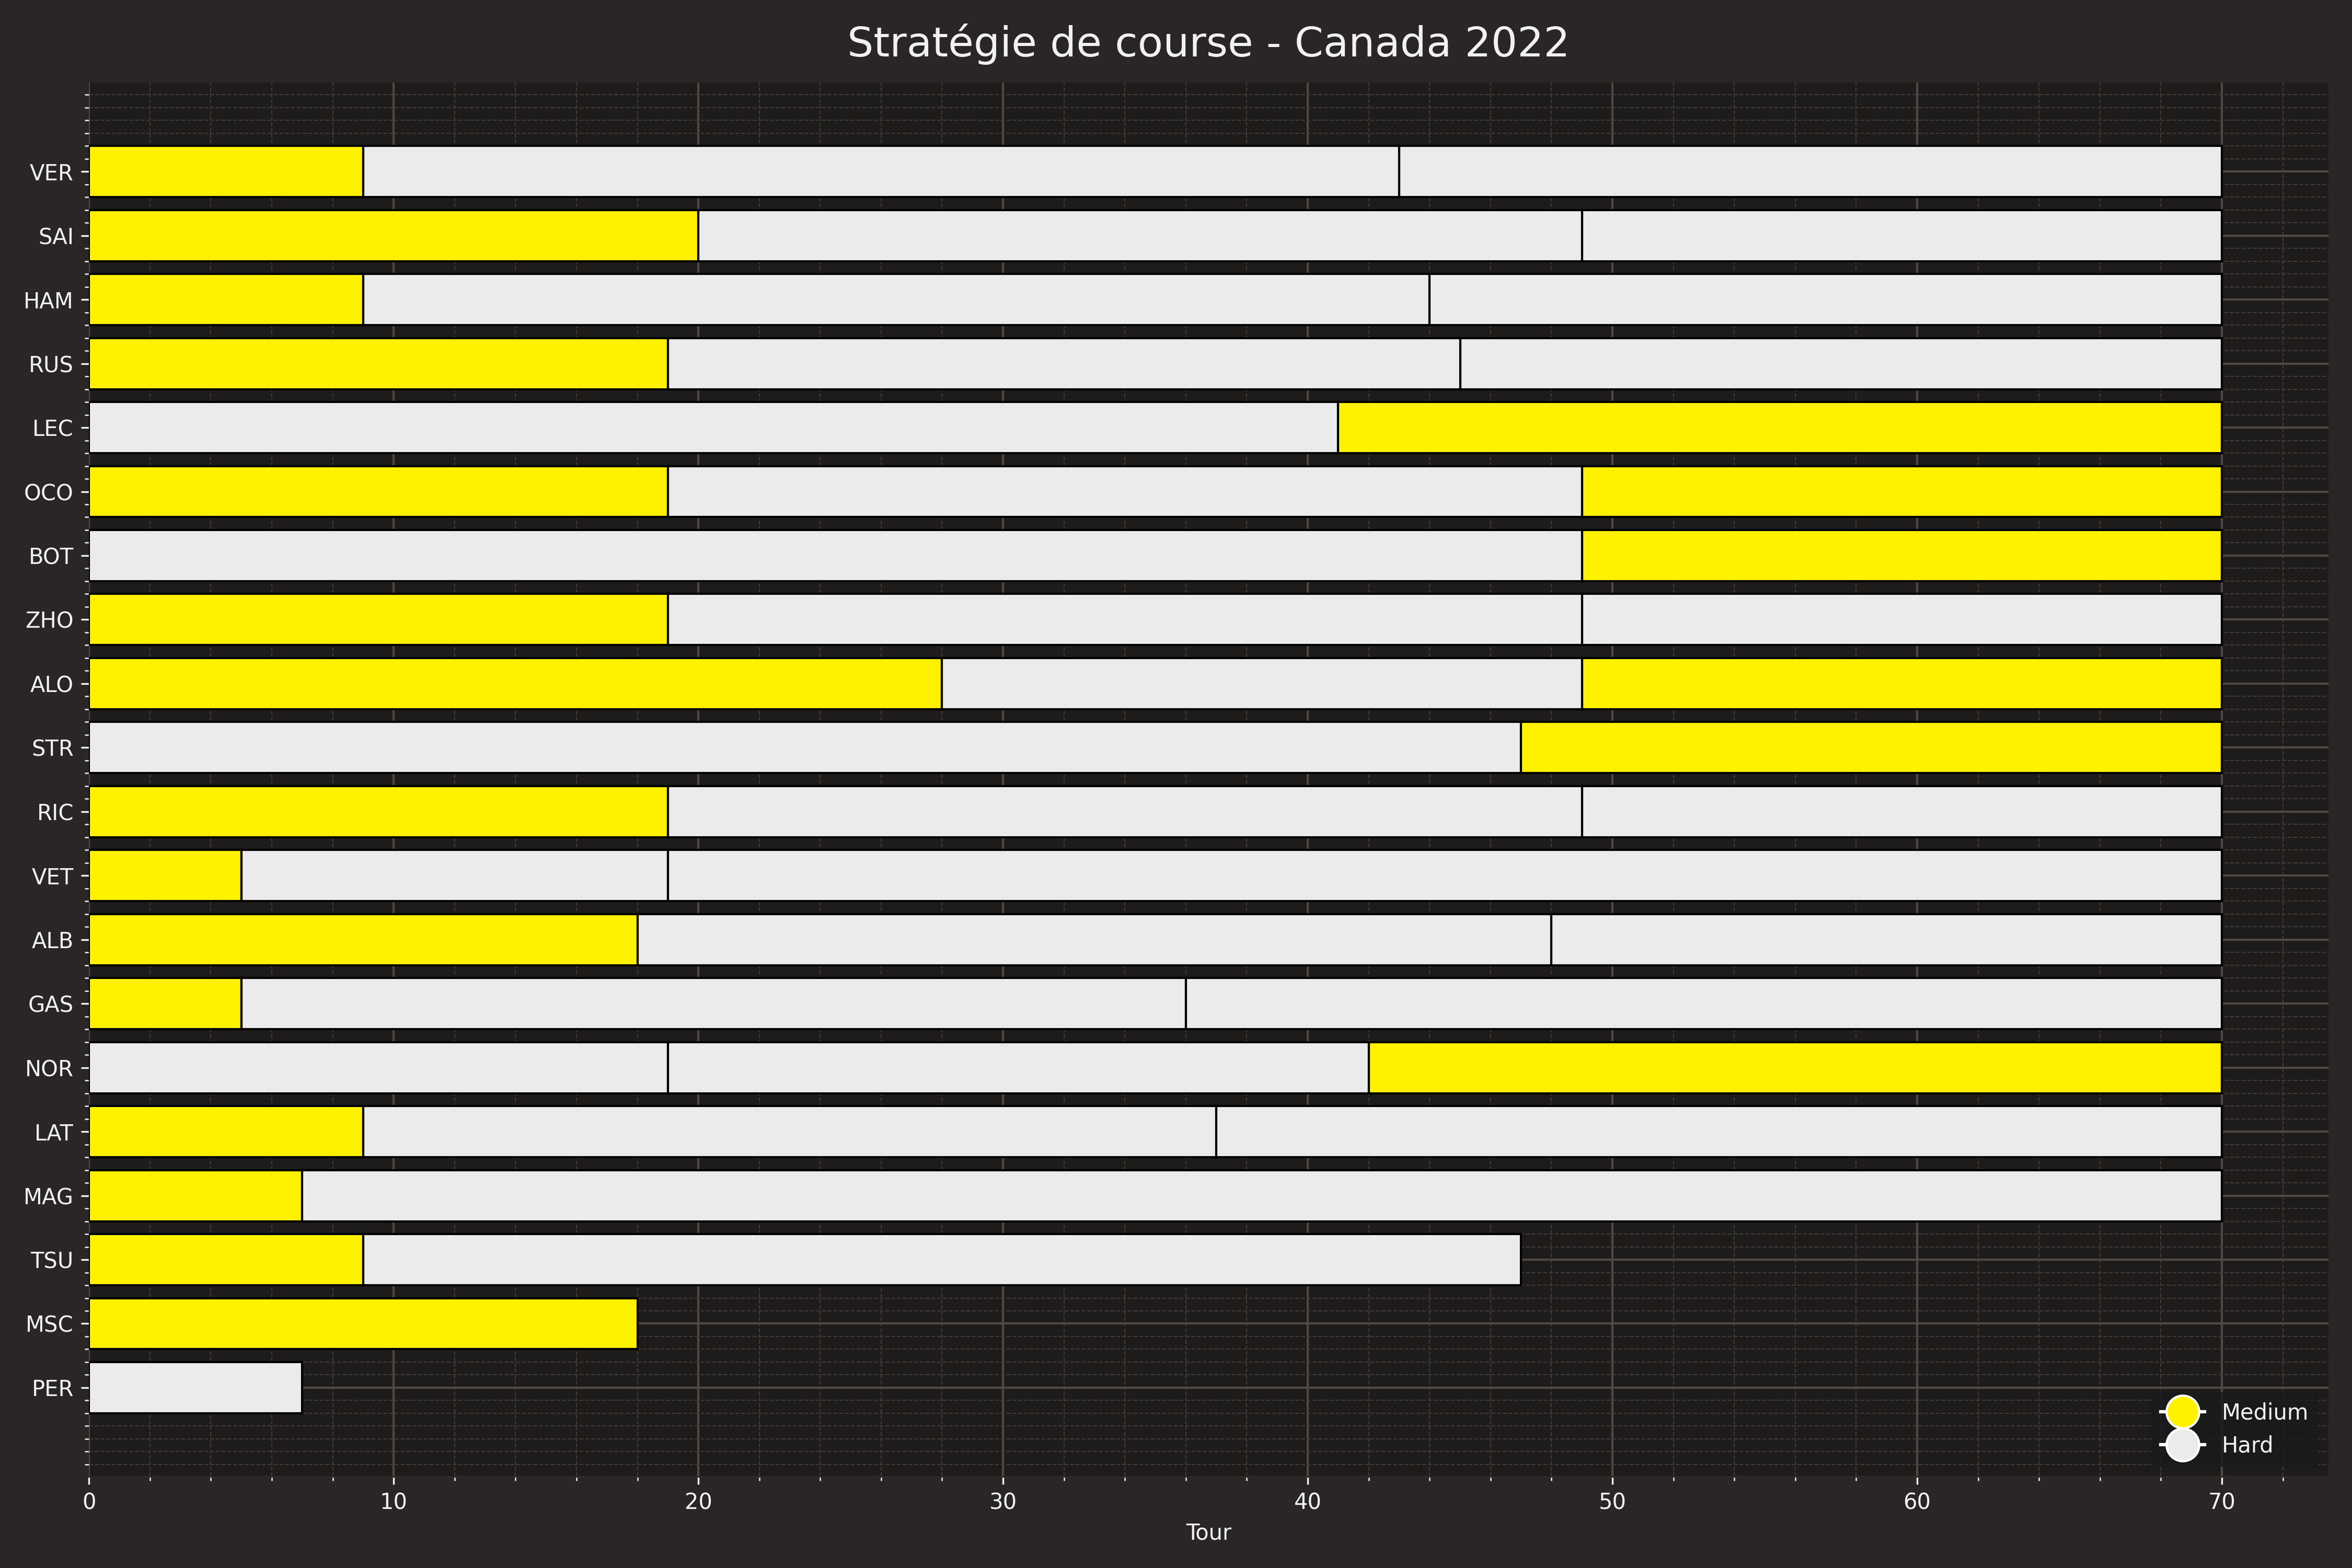 Stratégie de course - Canada 2022
VER
SAI
HAM
RUS
LEC
OCO
BOT
ZHO
ALO
STR
RIC
VET
ALB
GAS
NOR
LAT
MAG
TSU
MSC
PER
Medium
Hard
0 10 20 30 40 50 60 70
Tour